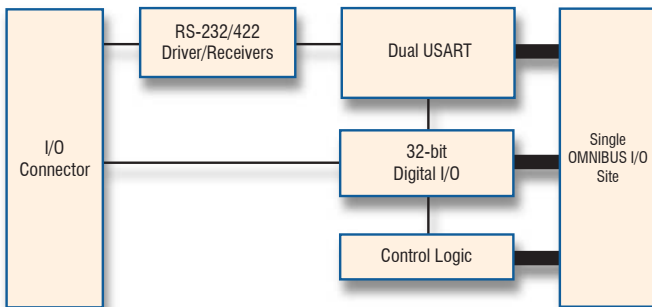 I/O
Connector
RS-232/422
Driver/Receivers
Dual USART
32-bit
Digital I/O
Control Logic
Single
OMNIBUS I/O
Site